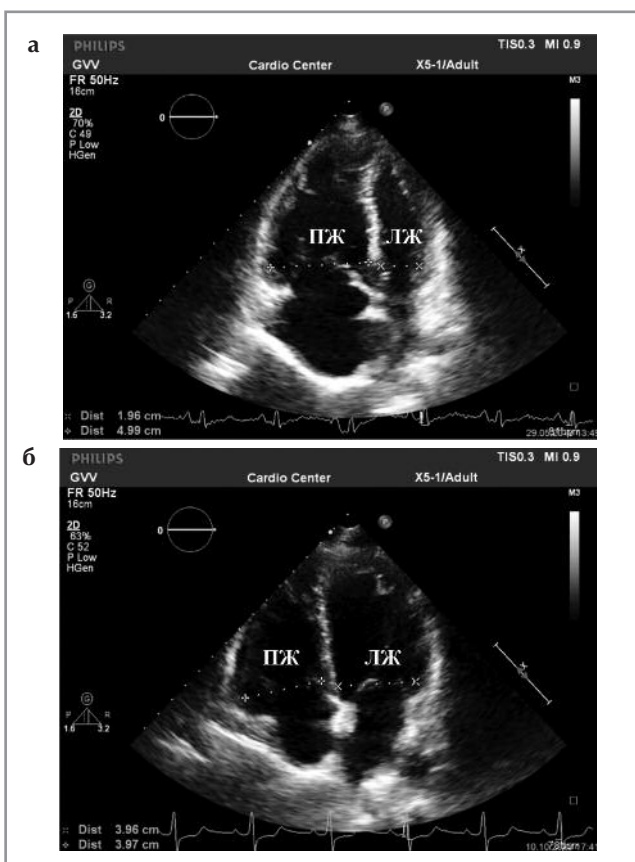 а
PHILIPS TIS0.3 MI 0.9
GVV Cardio Center X5-1/Adult
FR 50Hz
16cm
M3
2D
70%
C 49
P Low
HGen
0
P
ПЖ ЛЖ
G
P R
1.6 3.2
Dist 1.96 cm
Dist 4.99 cm
б
PHILIPS TIS0.3 MI 0.9
GVV Cardio Center X5-1/Adult
FR 50Hz
16cm
M3
2D
63%
C 52
P Low
HGen
0
P
ПЖ ЛЖ
G
P R
1.6 3.2
Dist 3.96 cm
Dist 3.97 cm